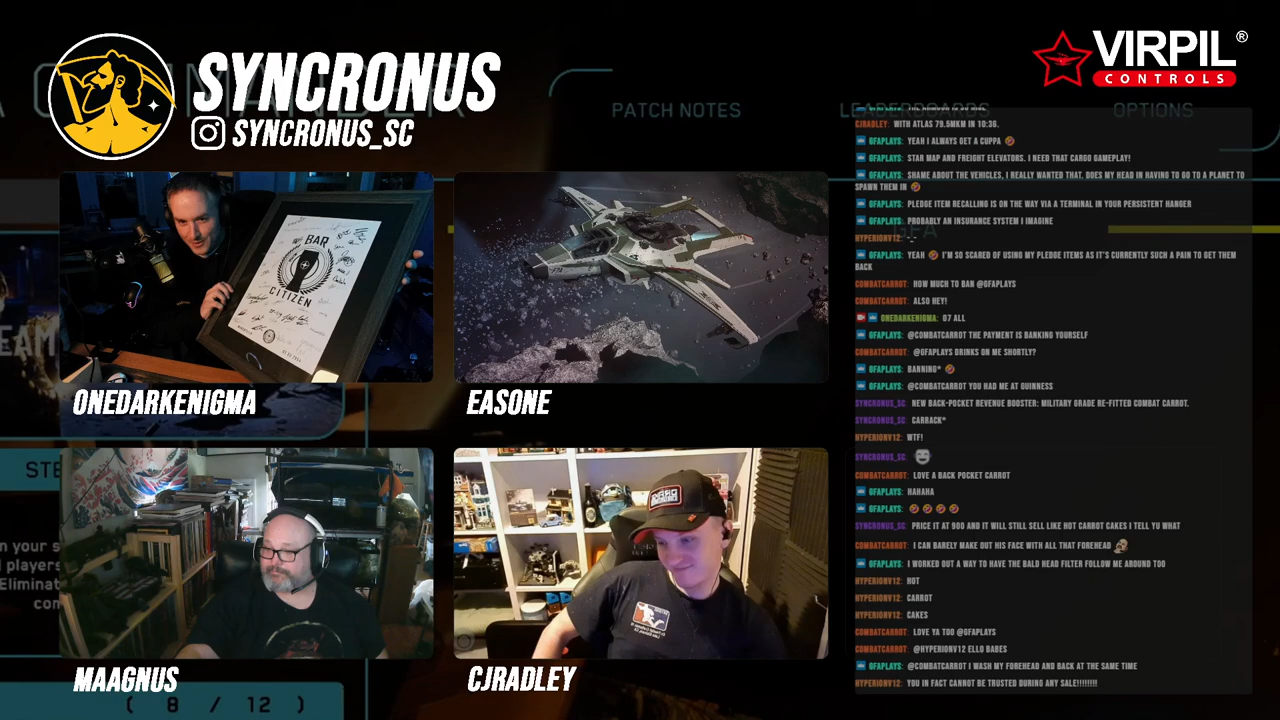 SYNCRONUS
SYNCRONUS_SC
VIRPIL®
CONTROLS
PATCH NOTES
LEADERBOARDS
OPTIONS
BAR
CITIZEN
ONEDARKENIGMA
EASONE
MAAGNUS
CJRADLEY
EAM
STE
n your s
players
Eliminat
com
( 8 / 12 )
GFA
CJRADLEY: WITH ATLAS 79.5MKM IN 10:36.
GFAPLAYS: YEAH I ALWAYS GET A CUPPA 🤣
GFAPLAYS: STAR MAP AND FREIGHT ELEVATORS. I NEED THAT CARGO GAMEPLAY!
GFAPLAYS: SHAME ABOUT THE VEHICLES, I REALLY WANTED THAT. DOES MY HEAD IN HAVING TO GO TO A PLANET TO
SPAWN THEM IN 🤣
GFAPLAYS: PLEDGE ITEM RECALLING IS ON THE WAY VIA A TERMINAL IN YOUR PERSISTENT HANGER
GFAPLAYS: PROBABLY AN INSURANCE SYSTEM I IMAGINE
HYPERIONV12:
GFAPLAYS: YEAH 🤣 I'M SO SCARED OF USING MY PLEDGE ITEMS AS IT'S CURRENTLY SUCH A PAIN TO GET THEM
BACK
COMBATCARROT: HOW MUCH TO BAN @GFAPLAYS
COMBATCARROT: ALSO HEY!
ONEDARKENIGMA: O7 ALL
GFAPLAYS: @COMBATCARROT THE PAYMENT IS BANKING YOURSELF
COMBATCARROT: @GFAPLAYS DRINKS ON ME SHORTLY?
GFAPLAYS: BANNING* 🤣
GFAPLAYS: @COMBATCARROT YOU HAD ME AT GUINNESS
SYNCRONUS_SC: NEW BACK-POCKET REVENUE BOOSTER: MILITARY GRADE RE-FITTED COMBAT CARROT.
SYNCRONUS_SC: CARRACK*
HYPERIONV12: WTF!
SYNCRONUS_SC:
COMBATCARROT: LOVE A BACK POCKET CARROT
GFAPLAYS: HAHAHA
GFAPLAYS: 🤣 🤣 🤣 🤣
SYNCRONUS_SC: PRICE IT AT 900 AND IT WILL STILL SELL LIKE HOT CARROT CAKES I TELL YU WHAT
COMBATCARROT: I CAN BARELY MAKE OUT HIS FACE WITH ALL THAT FOREHEAD
GFAPLAYS: I WORKED OUT A WAY TO HAVE THE BALD HEAD FILTER FOLLOW ME AROUND TOO
HYPERIONV12: HOT
HYPERIONV12: CARROT
HYPERIONV12: CAKES
COMBATCARROT: LOVE YA TOO @GFAPLAYS
COMBATCARROT: @HYPERIONV12 ELLO BABES
GFAPLAYS: @COMBATCARROT I WASH MY FOREHEAD AND BACK AT THE SAME TIME
HYPERIONV12: YOU IN FACT CANNOT BE TRUSTED DURING ANY SALE!!!!!!!!